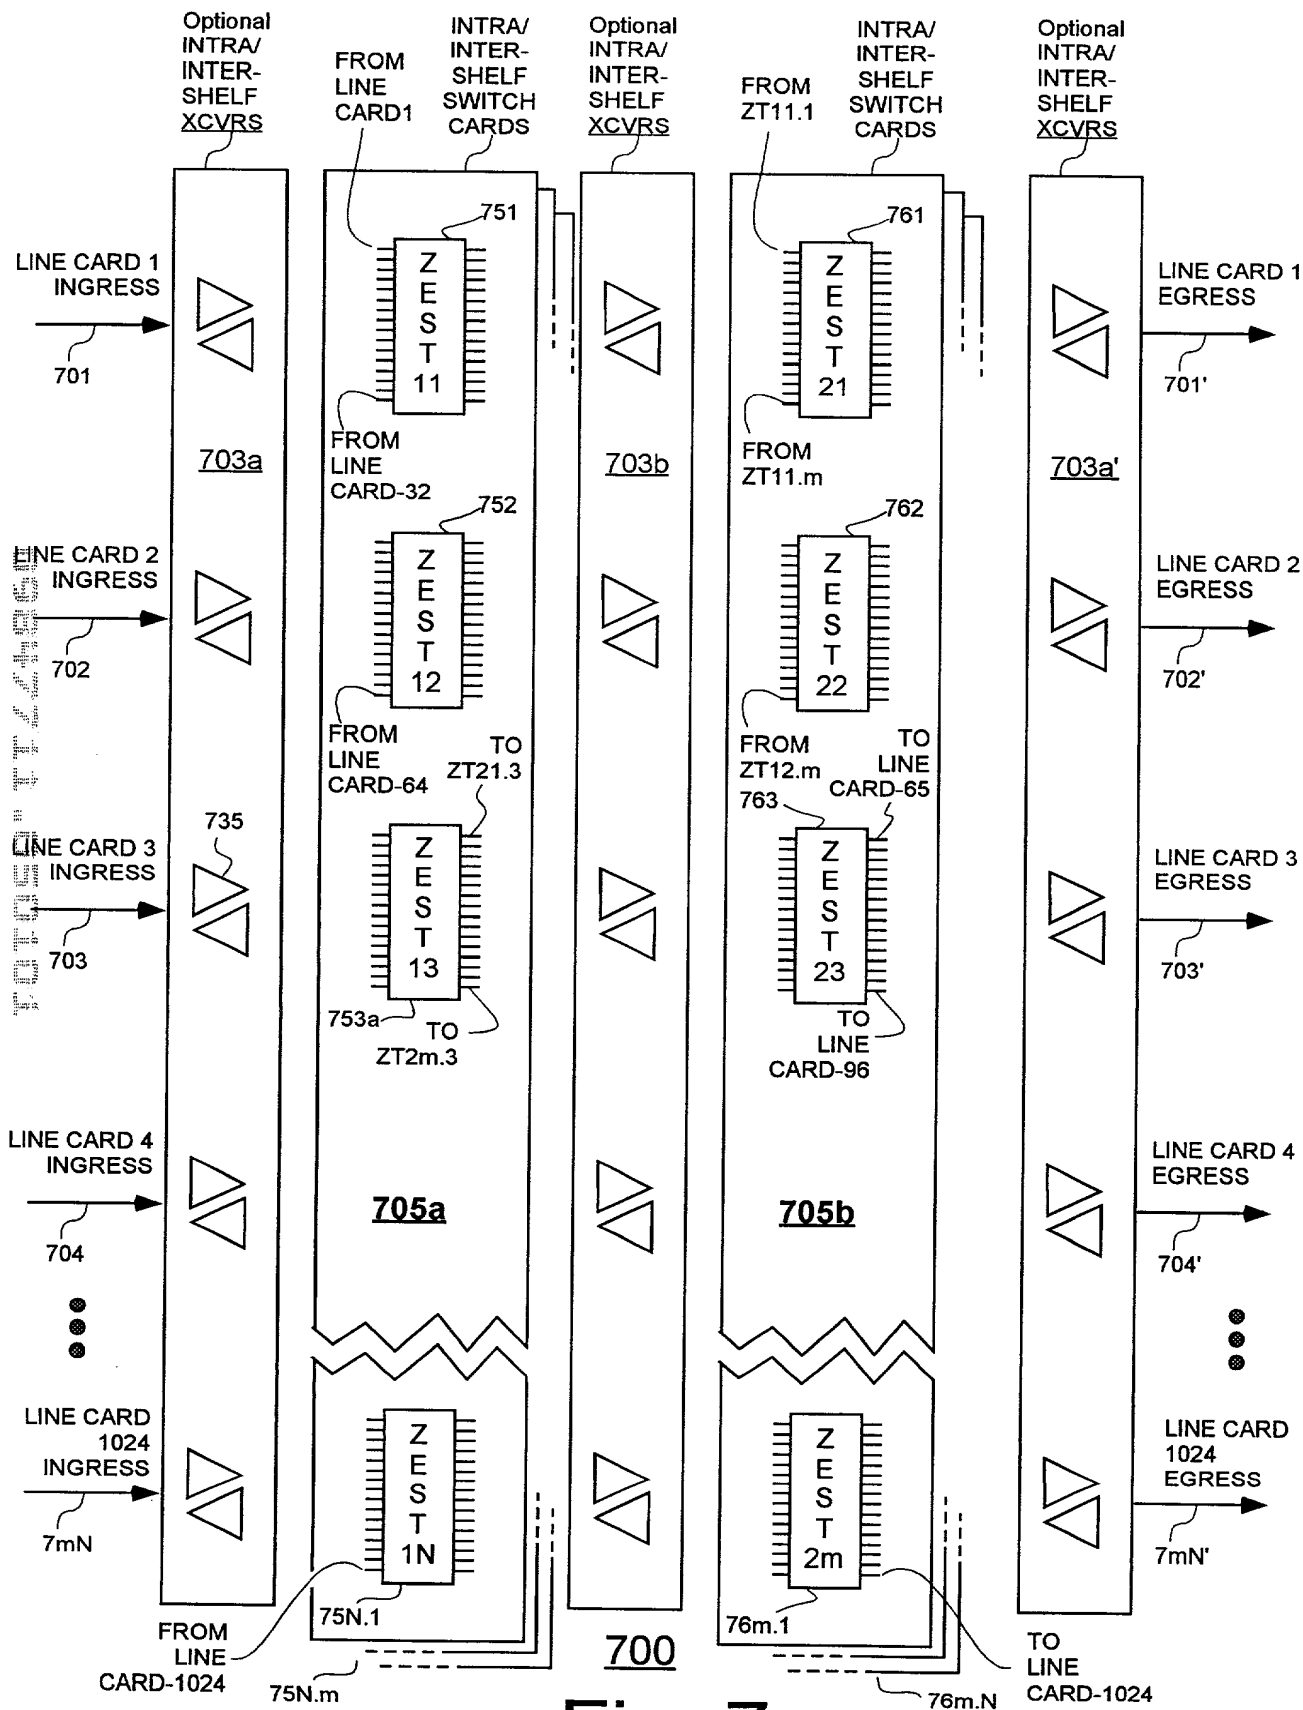 Optional
INTRA/
INTER-
SHELF
XCVRS
FROM
LINE
CARD1
INTRA/
INTER-
SHELF
SWITCH
CARDS
Optional
INTRA/
INTER-
SHELF
XCVRS
FROM
ZT11.1
INTRA/
INTER-
SHELF
SWITCH
CARDS
Optional
INTRA/
INTER-
SHELF
XCVRS
LINE CARD 1
INGRESS
701
751
ZEST
11
FROM
LINE
CARD-32
761
ZEST
21
FROM
ZT11.m
LINE CARD 1
EGRESS
701'
703a
703b
703a'
LINE CARD 2
INGRESS
702
752
ZEST
12
FROM
LINE
CARD-64
762
ZEST
22
FROM
ZT12.m
LINE CARD 2
EGRESS
702'
TO
ZT21.3
TO
LINE
CARD-65
LINE CARD 3
INGRESS
703
735
ZEST
13
753a
TO
ZT2m.3
763
ZEST
23
TO
LINE
CARD-96
LINE CARD 3
EGRESS
703'
LINE CARD 4
INGRESS
704
705a
705b
LINE CARD 4
EGRESS
704'
LINE CARD
1024
INGRESS
7mN
ZEST
1N
75N.1
FROM
LINE
CARD-1024
75N.m
ZEST
2m
76m.1
76m.N
TO
LINE
CARD-1024
LINE CARD
1024
EGRESS
7mN'
700